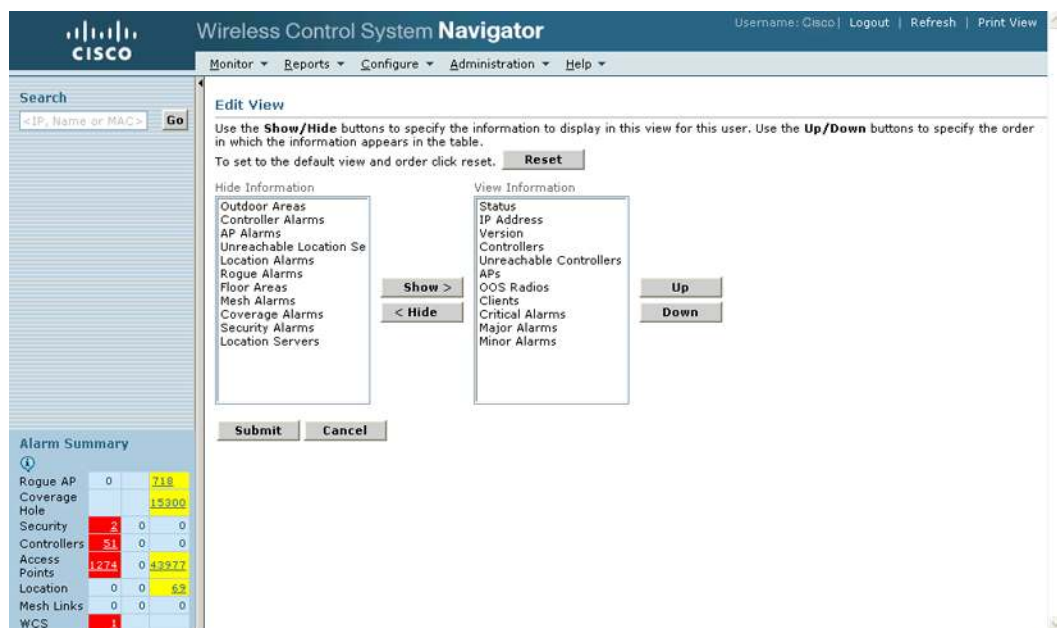 Wireless Control System Navigator
Username: Cisco | Logout | Refresh | Print View
CISCO
Monitor Reports Configure Administration Help
Search
<IP, Name or MAC> Go
Edit View
Use the Show/Hide buttons to specify the information to display in this view for this user. Use the Up/Down buttons to specify the order
in which the information appears in the table.
To set to the default view and order click reset. Reset
Hide Information
Outdoor Areas
Controller Alarms
AP Alarms
Unreachable Location Se
Location Alarms
Rogue Alarms
Floor Areas
Mesh Alarms
Coverage Alarms
Security Alarms
Location Servers
Show >
< Hide
View Information
Status
IP Address
Version
Controllers
Unreachable Controllers
APs
OOS Radios
Clients
Critical Alarms
Major Alarms
Minor Alarms
Up
Down
Submit Cancel
Alarm Summary
Rogue AP 0 718
Coverage
Hole 15300
Security 2 0 0
Controllers 51 0 0
Access
Points 1274 0 43977
Location 0 0 69
Mesh Links 0 0 0
WCS 1